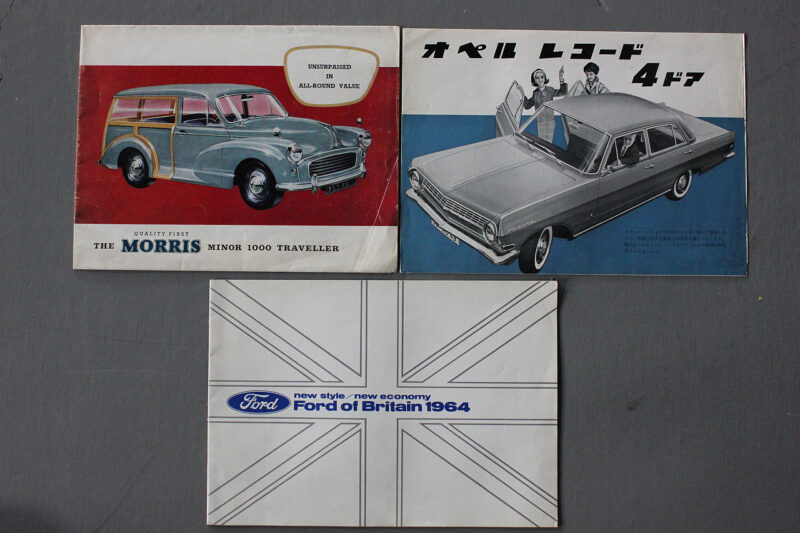 UNSURPASSED
IN
ALL-ROUND VALUE
QUALITY FIRST
THE MORRIS MINOR 1000 TRAVELLER
オペル レコード
4ドア
Ford
new style/new economy
Ford of Britain 1964